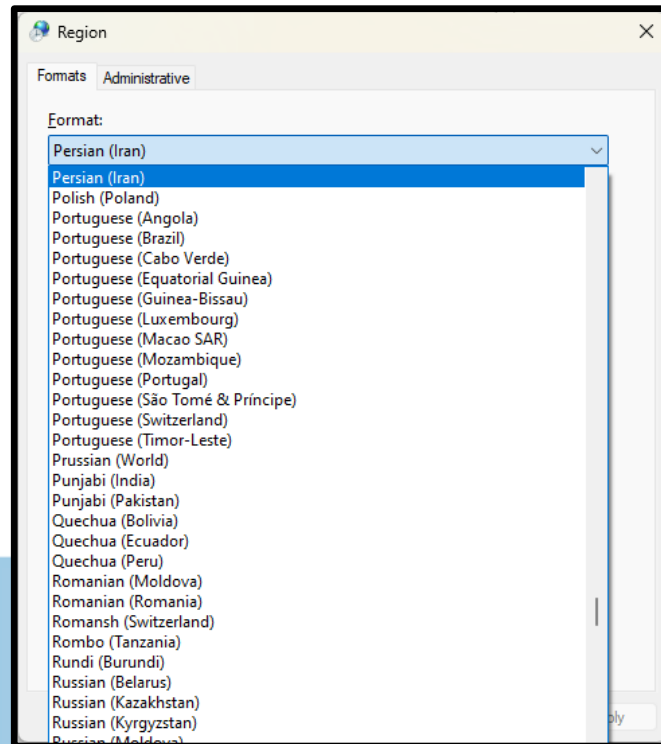 Region
Formats
Administrative
Format:
Persian (Iran)
Persian (Iran)
Polish (Poland)
Portuguese (Angola)
Portuguese (Brazil)
Portuguese (Cabo Verde)
Portuguese (Equatorial Guinea)
Portuguese (Guinea-Bissau)
Portuguese (Luxembourg)
Portuguese (Macao SAR)
Portuguese (Mozambique)
Portuguese (Portugal)
Portuguese (São Tomé & Príncipe)
Portuguese (Switzerland)
Portuguese (Timor-Leste)
Prussian (World)
Punjabi (India)
Punjabi (Pakistan)
Quechua (Bolivia)
Quechua (Ecuador)
Quechua (Peru)
Romanian (Moldova)
Romanian (Romania)
Romansh (Switzerland)
Rombo (Tanzania)
Rundi (Burundi)
Russian (Belarus)
Russian (Kazakhstan)
Russian (Kyrgyzstan)
Russian (Moldova)